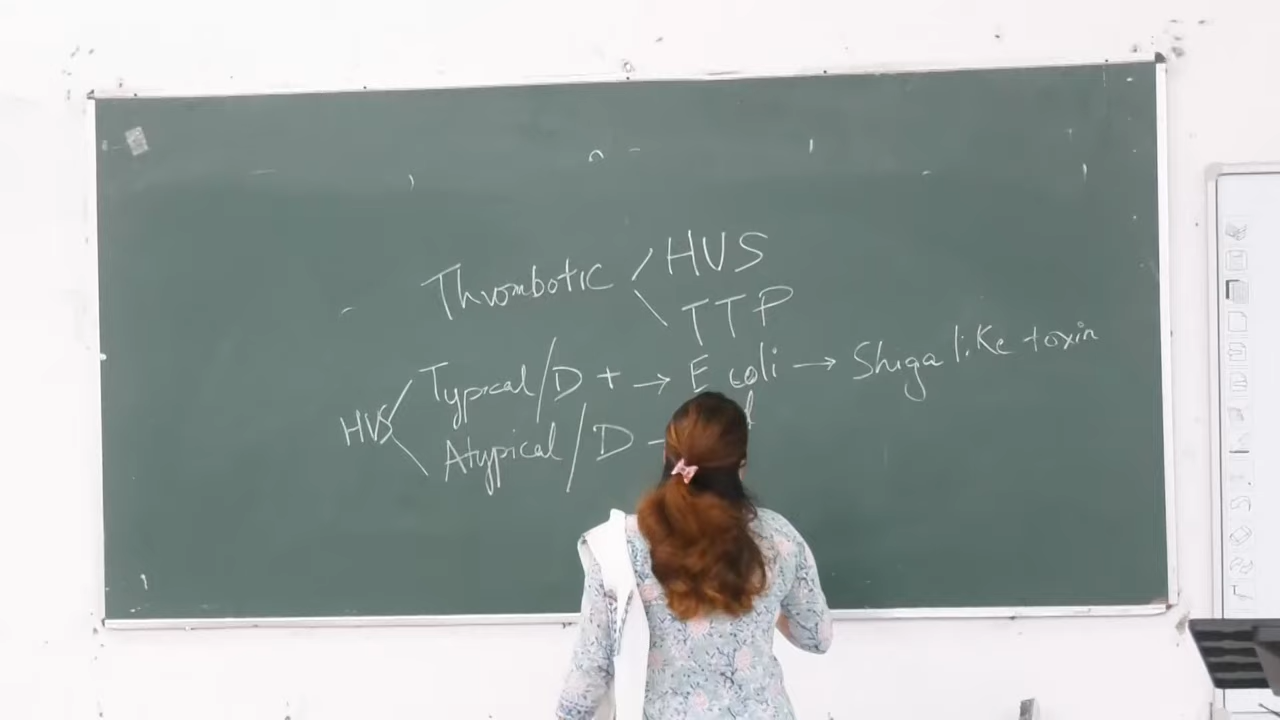 Thrombotic HUS
TTP
HUS Typical/D + → E coli → Shiga like toxin
Atypical/D -